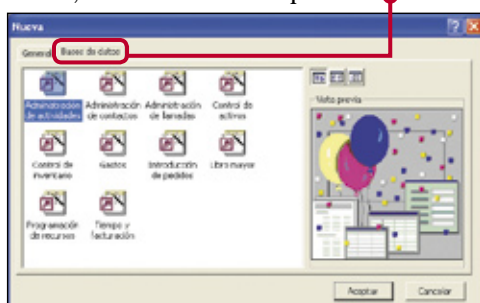 Nueva
General Bases de datos
Administración de actividades
Administración de contactos
Administración de llamadas
Control de activos
Vista previa
Control de inventario
Gastos
Introducción de pedidos
Libro mayor
Programación de recursos
Tiempo y facturación
Aceptar Cancelar